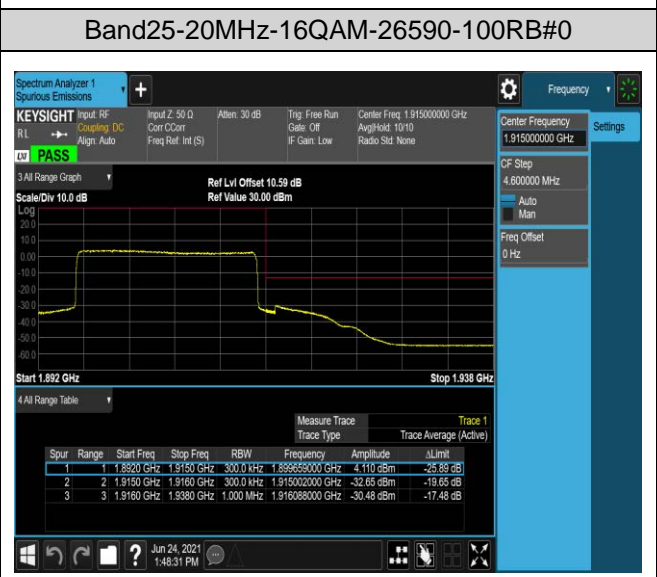 Band25-20MHz-16QAM-26590-100RB#0
Spectrum Analyzer 1
Spurious Emissions
+
Frequency
KEYSIGHT
RL
PASS
Input: RF
Coupling: DC
Align: Auto
Input Z: 50 Ω
Corr CCorr
Freq Ref: Int (S)
Atten: 30 dB
Trig: Free Run
Gate: Off
IF Gain: Low
Center Freq: 1.915000000 GHz
Avg|Hold: 10/10
Radio Std: None
Center Frequency
1.915000000 GHz
Settings
CF Step
4.600000 MHz
Auto
Man
Freq Offset
0 Hz
3 All Range Graph
Scale/Div 10.0 dB
Ref Lvl Offset 10.59 dB
Ref Value 30.00 dBm
Log
20.0
10.0
0.00
-10.0
-20.0
-30.0
-40.0
-50.0
-60.0
Start 1.892 GHz
Stop 1.938 GHz
4 All Range Table
Measure Trace Trace 1
Trace Type Trace Average (Active)
Spur Range Start Freq Stop Freq RBW Frequency Amplitude ΔLimit
1 1 1.8920 GHz 1.9150 GHz 300.0 kHz 1.899659000 GHz 4.110 dBm -25.89 dB
2 2 1.9150 GHz 1.9160 GHz 300.0 kHz 1.915002000 GHz -32.65 dBm -19.65 dB
3 3 1.9160 GHz 1.9380 GHz 1.000 MHz 1.916088000 GHz -30.48 dBm -17.48 dB
?
Jun 24, 2021
1:48:31 PM